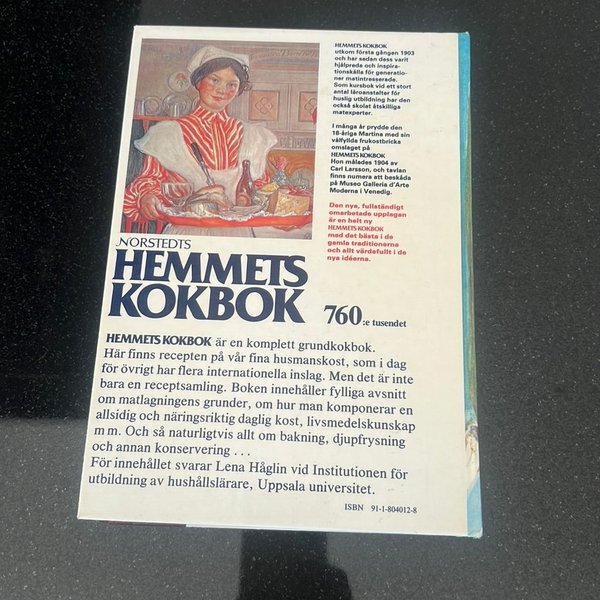 HEMMETS KOKBOK
utkom första gången 1903
och har sedan dess varit
hjälpreda och inspira-
tionskälla för generatio-
ner matintresserade.
Som kursbok vid ett stort
antal läroanstalter för
huslig utbildning har den
också skolat åtskilliga
matexperter.
I många år prydde den
18-åriga Martina med sin
välfyllda frukostbricka
omslaget på
HEMMETS KOKBOK
Hon målades 1904 av
Carl Larsson, och tavlan
finns numera att beskåda
på Museo Galleria d'Arte
Moderna i Venedig.
Den nya, fullständigt
omarbetade upplagan
är en helt ny
HEMMETS KOKBOK
med det bästa i de
gamla traditionerna
och allt värdefullt i de
nya idéerna.
NORSTEDTS
HEMMETS
KOKBOK
760:e tusendet
HEMMETS KOKBOK är en komplett grundkokbok.
Här finns recepten på vår fina husmanskost, som i dag
för övrigt har flera internationella inslag. Men det är inte
bara en receptsamling. Boken innehåller fylliga avsnitt
om matlagningens grunder, om hur man komponerar en
allsidig och näringsriktig daglig kost, livsmedelskunskap
m m. Och så naturligtvis allt om bakning, djupfrysning
och annan konservering . . .
För innehållet svarar Lena Håglin vid Institutionen för
utbildning av hushållslärare, Uppsala universitet.
ISBN 91-1-804012-8